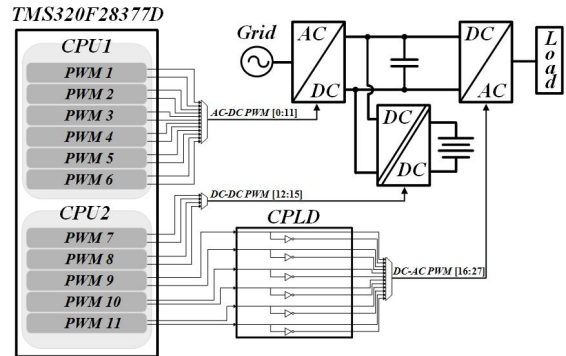 TMS320F28377D
CPU1
PWM 1
PWM 2
PWM 3
PWM 4
PWM 5
PWM 6
CPU2
PWM 7
PWM 8
PWM 9
PWM 10
PWM 11
AC-DC PWM [0:11]
DC-DC PWM [12:15]
CPLD
DC-AC PWM [16:27]
Grid
AC
DC
DC
AC
DC
DC
Load